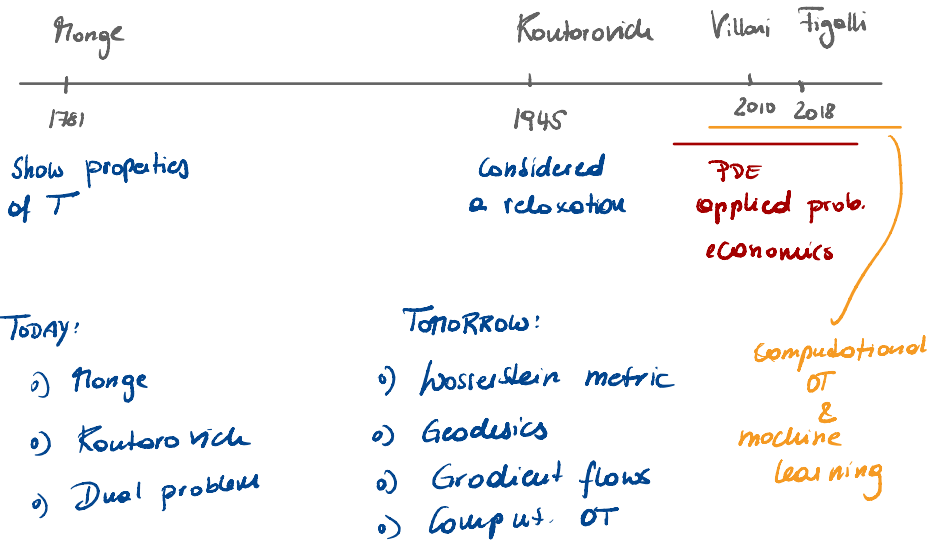 Monge
Kantorovich
Villani
Figalli
1781
1945
2010
2018
Show properties
of T
Considered
a relaxation
PDE
applied prob.
economics
TODAY:
o) Monge
o) Kantorovich
o) Dual problem
TOMORROW:
o) Wasserstein metric
o) Geodesics
o) Gradient flows
o) Comput. OT
Computational
OT
&
machine
learning